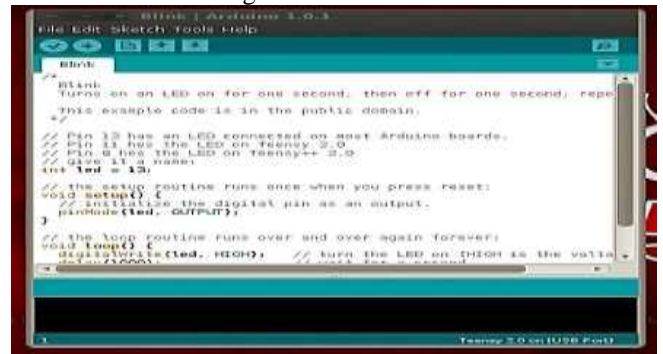 Blink | Arduino 1.0.1
File Edit Sketch Tools Help
Blink
/*
Blink
Turns on an LED on for one second, then off for one second, repe
This example code is in the public domain.
*/
// Pin 13 has an LED connected on most Arduino boards.
// Pin 11 has the LED on Teensy 2.0
// Pin 6 has the LED on Teensy++ 2.0
// give it a name:
int led = 13;
// the setup routine runs once when you press reset:
void setup() {
// initialize the digital pin as an output.
pinMode(led, OUTPUT);
}
// the loop routine runs over and over again forever:
void loop() {
digitalWrite(led, HIGH); // turn the LED on (HIGH is the volta
delay(1000); // wait for a second
1
Teensy 2.0 on (USB Port)